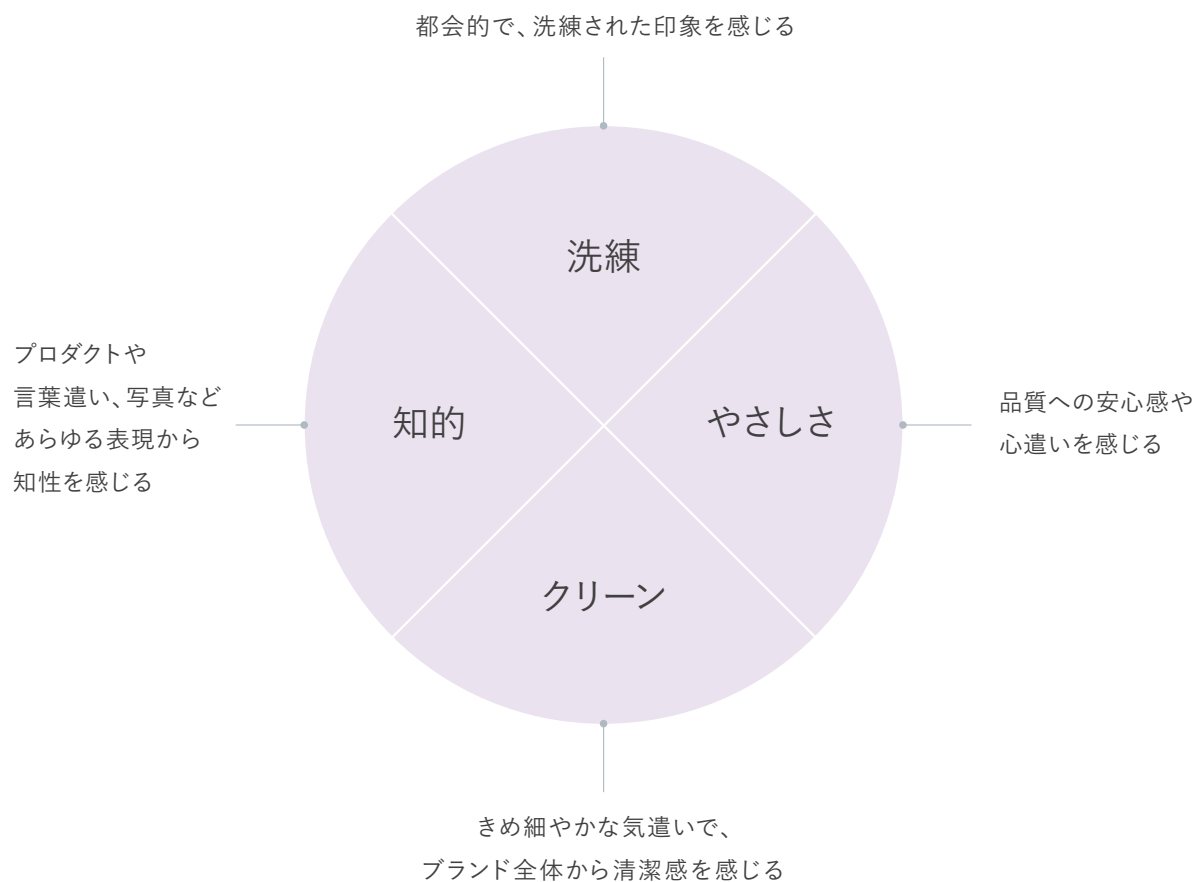 都会的で、洗練された印象を感じる
洗練
プロダクトや
言葉遣い、写真など
あらゆる表現から
知性を感じる
知的
やさしさ
品質への安心感や
心遣いを感じる
クリーン
きめ細やかな気遣いで、
ブランド全体から清潔感を感じる